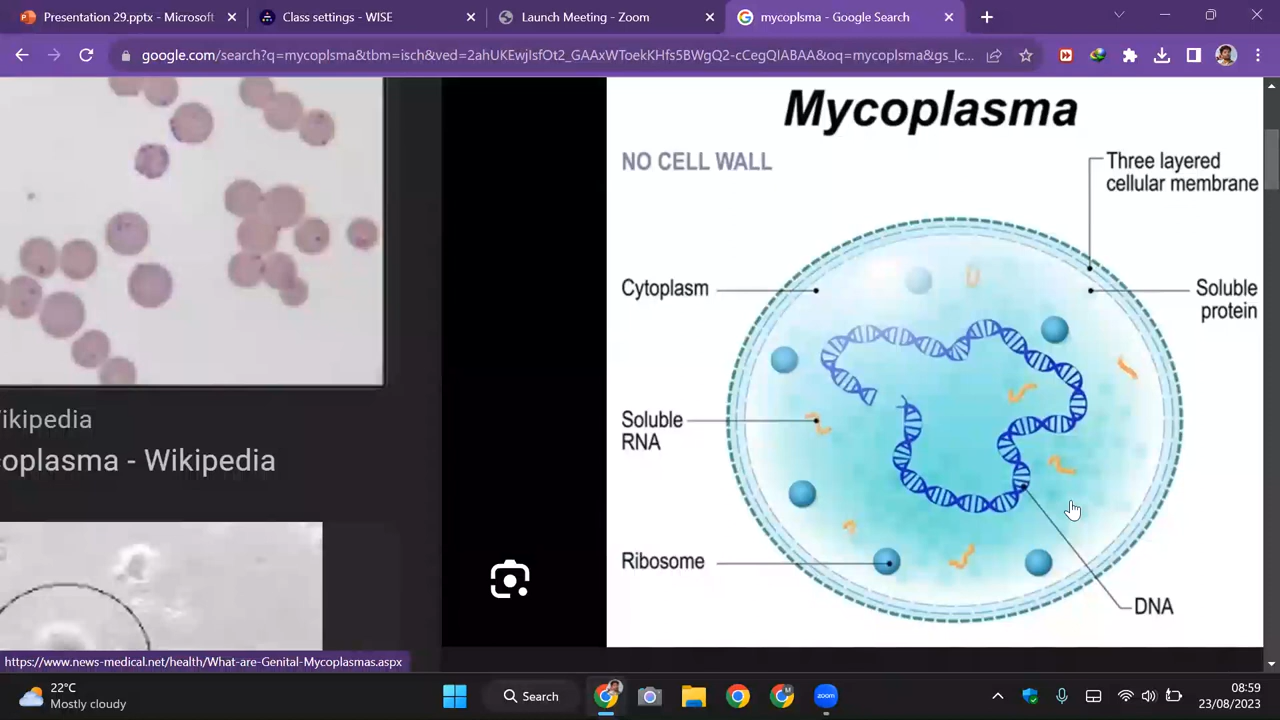 Presentation 29.pptx - Microsoft
Class settings - WISE
Launch Meeting - Zoom
mycoplsma - Google Search
google.com/search?q=mycoplsma&tbm=isch&ved=2ahUKEwjIsfOt2_GAAxWToekKHfs5BWgQ2-cCegQIABAA&oq=mycoplsma&gs_lc...
Mycoplasma
NO CELL WALL
Three layered
cellular membrane
Cytoplasm
Soluble
protein
Soluble
RNA
Ribosome
DNA
ikipedia
coplasma - Wikipedia
https://www.news-medical.net/health/What-are-Genital-Mycoplasmas.aspx
22°C
Mostly cloudy
Search
zoom
08:59
23/08/2023